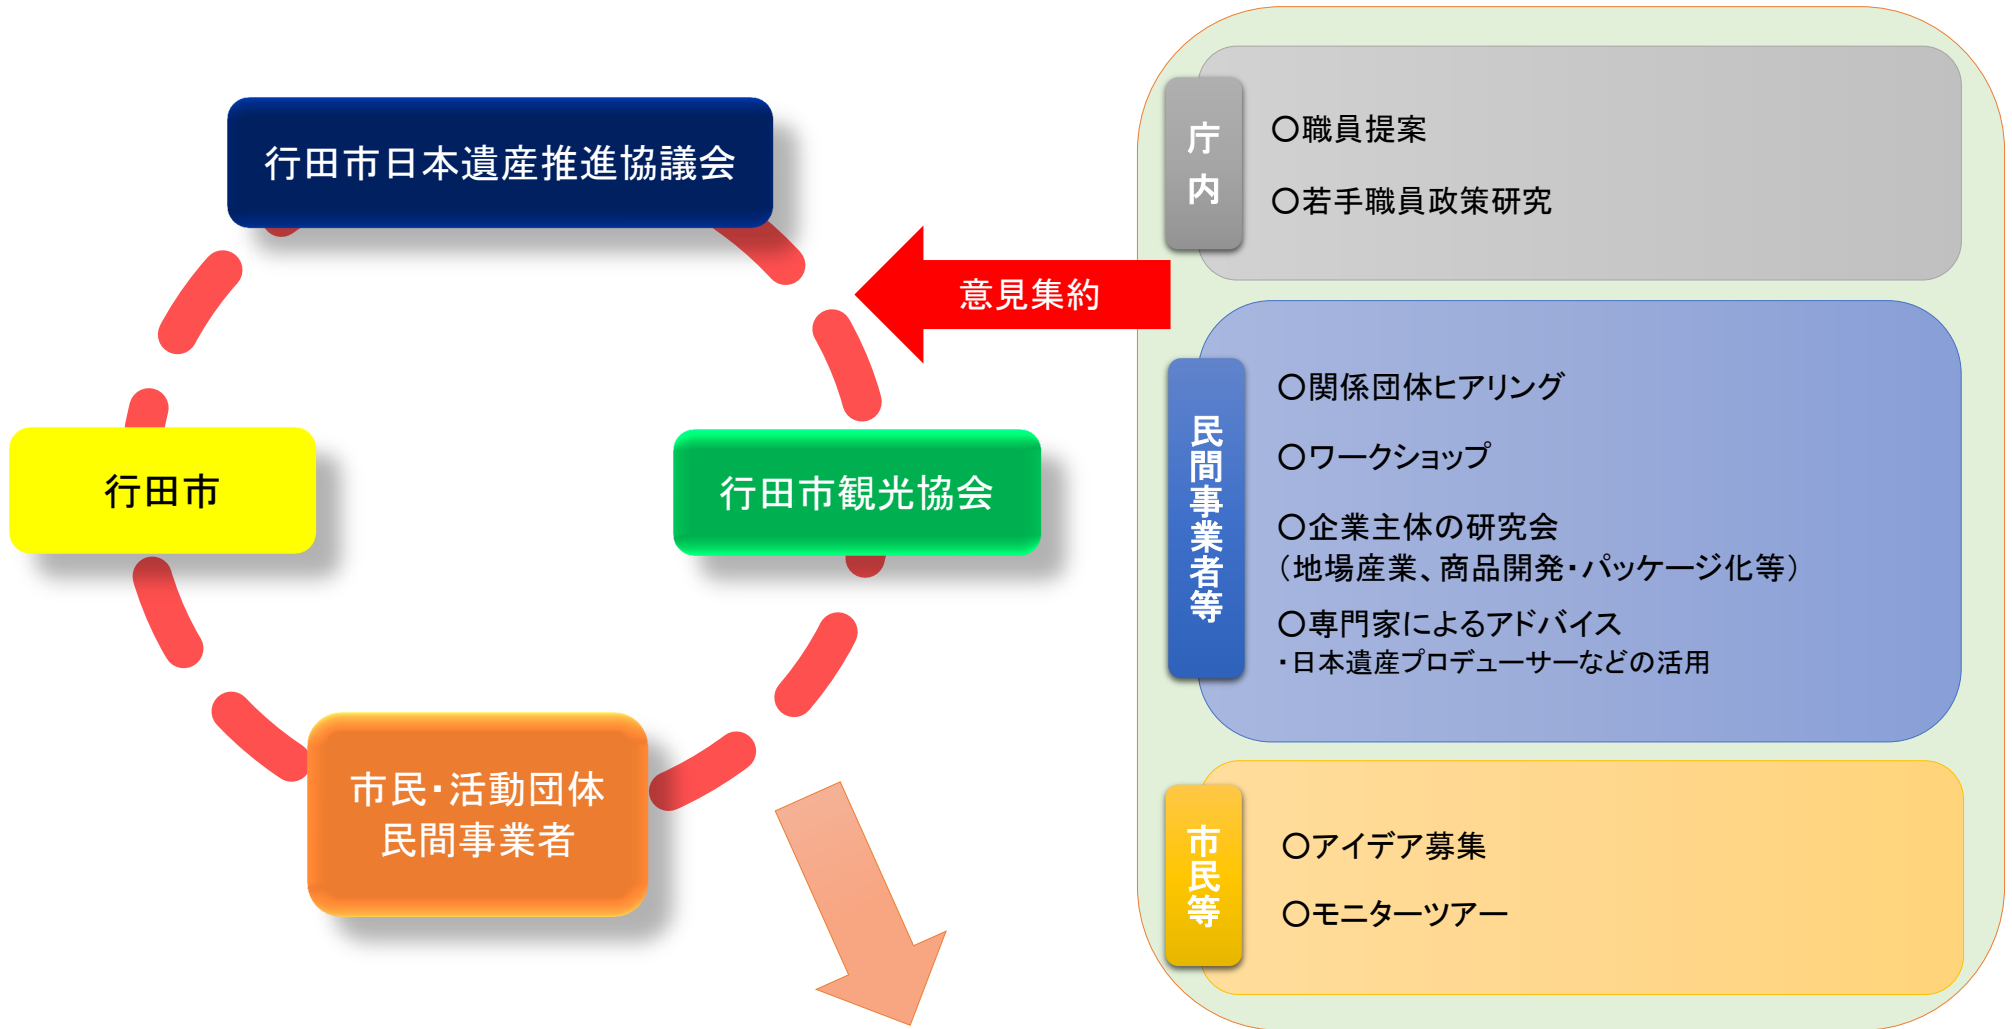 行田市日本遺産推進協議会
行田市
行田市観光協会
市民・活動団体
民間事業者
意見集約
庁内
〇職員提案
〇若手職員政策研究
民間事業者等
〇関係団体ヒアリング
〇ワークショップ
〇企業主体の研究会
（地場産業、商品開発・パッケージ化等）
〇専門家によるアドバイス
・日本遺産プロデューサーなどの活用
市民等
〇アイデア募集
〇モニターツアー